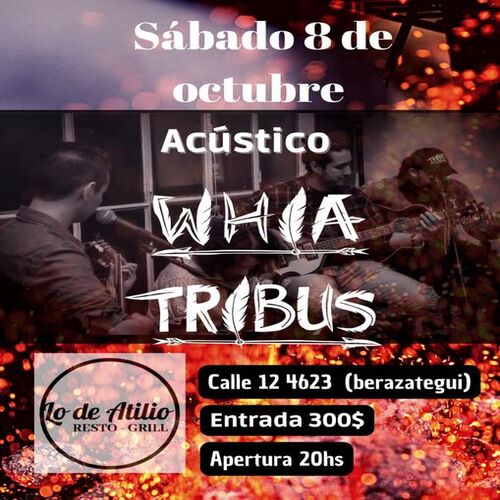 Sábado 8 de
octubre
Acústico
WHIA
TRIBUS
Lo de Atilio
RESTO - GRILL
Calle 12 4623 (berazategui)
Entrada 300$
Apertura 20hs